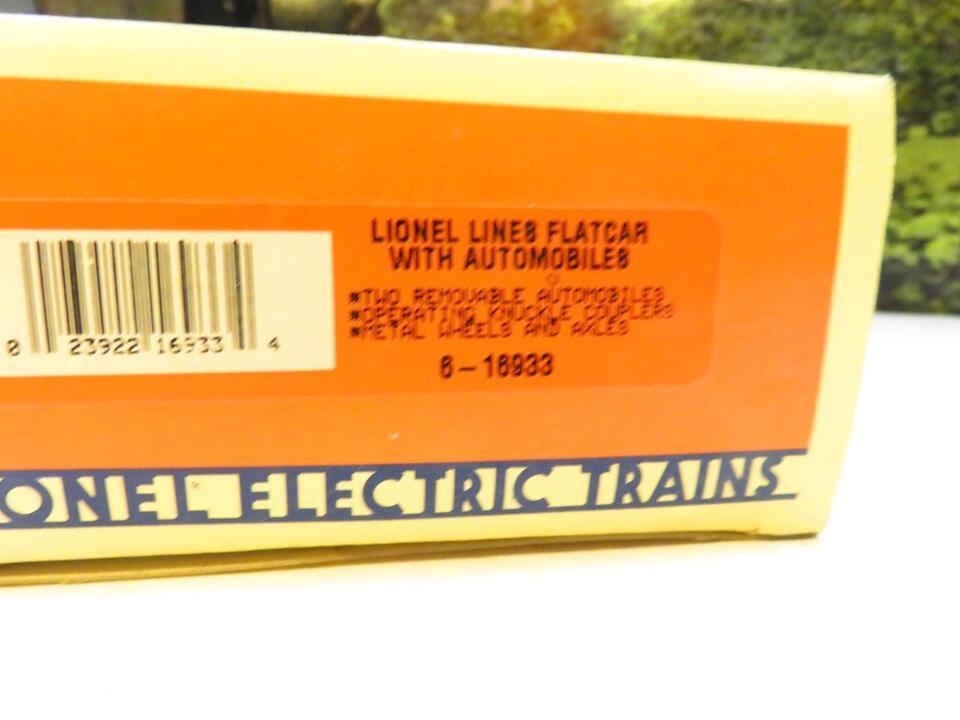 LIONEL LINES FLATCAR
WITH AUTOMOBILES
*TWO REMOVABLE AUTOMOBILES
*OPERATING KNUCKLE COUPLERS
*METAL WHEELS AND AXLES
6-16933
0 23922 16933 4
ONEL ELECTRIC TRAINS